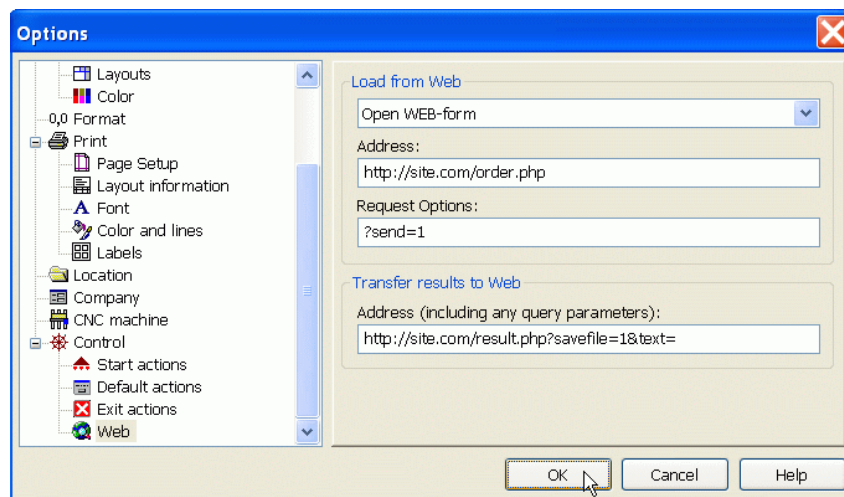 Options
Layouts
Color
0,0 Format
Print
Page Setup
Layout information
A Font
Color and lines
Labels
Location
Company
CNC machine
Control
Start actions
Default actions
Exit actions
Web
Load from Web
Open WEB-form
Address:
http://site.com/order.php
Request Options:
?send=1
Transfer results to Web
Address (including any query parameters):
http://site.com/result.php?savefile=1&text=
OK
Cancel
Help